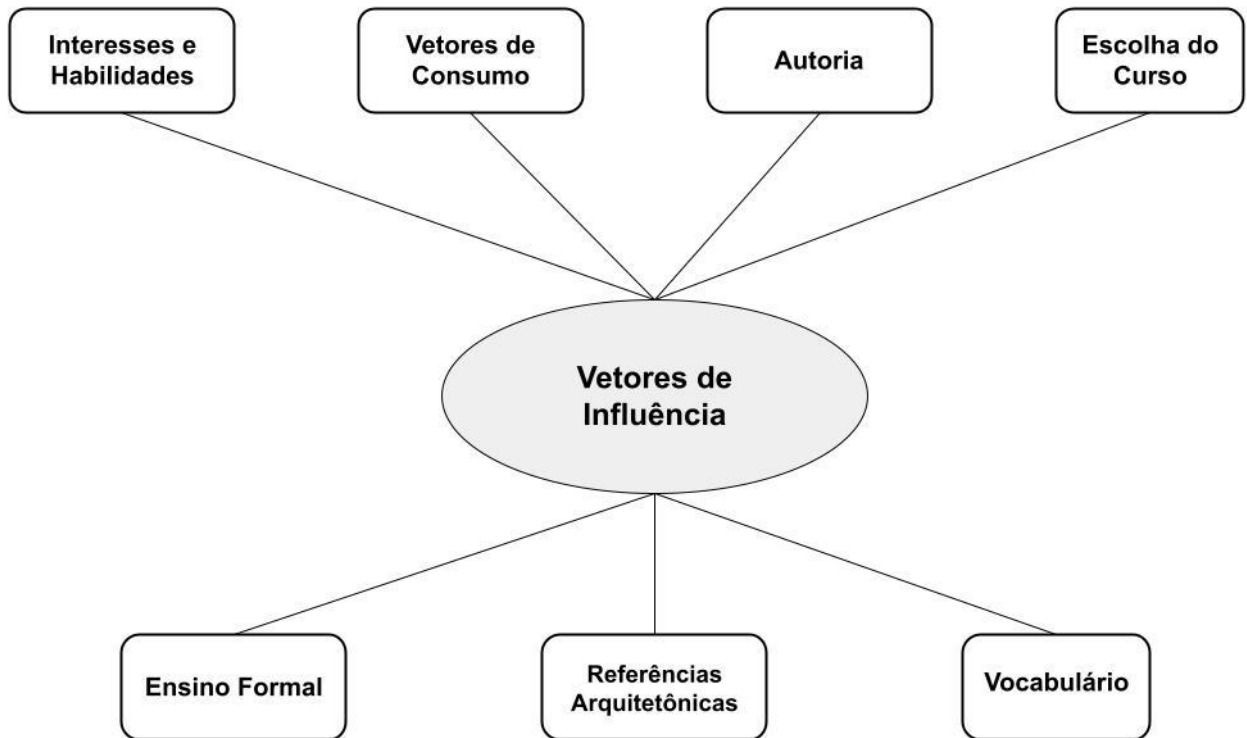 Interesses e
Habilidades
Vetores de
Consumo
Autoria
Escolha do
Curso
Vetores de
Influência
Ensino Formal
Referências
Arquitetônicas
Vocabulário